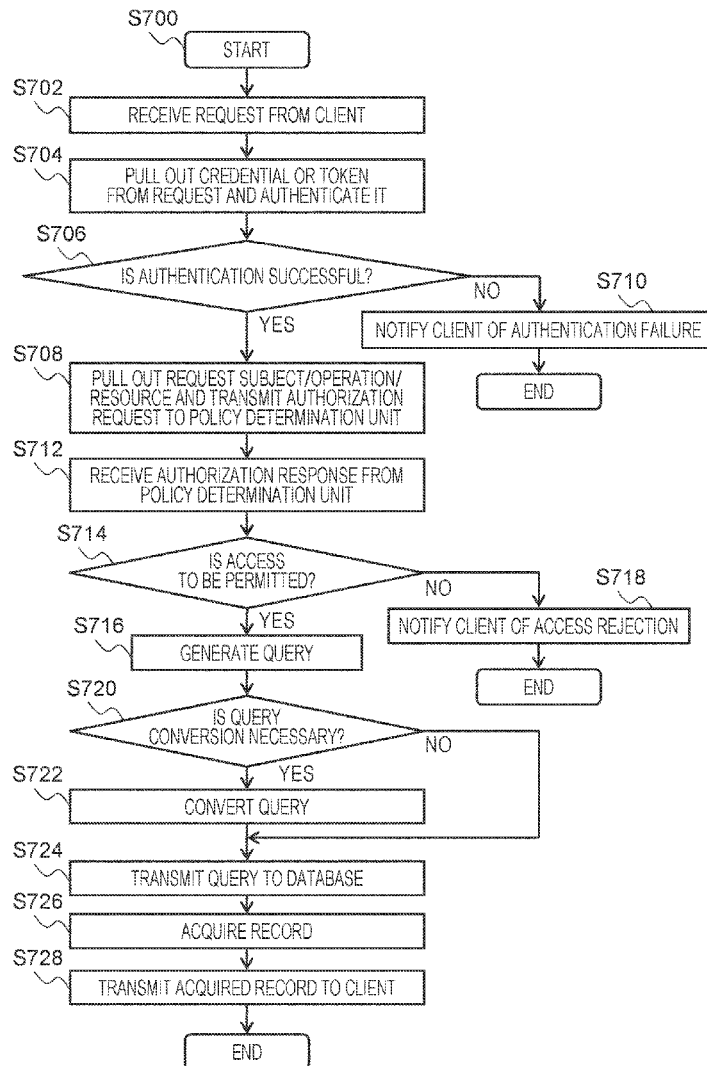 S700
START
S702
RECEIVE REQUEST FROM CLIENT
S704
PULL OUT CREDENTIAL OR TOKEN
FROM REQUEST AND AUTHENTICATE IT
S706
IS AUTHENTICATION SUCCESSFUL?
NO
S710
YES
NOTIFY CLIENT OF AUTHENTICATION FAILURE
END
S708
PULL OUT REQUEST SUBJECT/OPERATION/
RESOURCE AND TRANSMIT AUTHORIZATION
REQUEST TO POLICY DETERMINATION UNIT
S712
RECEIVE AUTHORIZATION RESPONSE FROM
POLICY DETERMINATION UNIT
S714
IS ACCESS
TO BE PERMITTED?
NO
S718
YES
NOTIFY CLIENT OF ACCESS REJECTION
END
S716
GENERATE QUERY
S720
IS QUERY
CONVERSION NECESSARY?
NO
YES
S722
CONVERT QUERY
S724
TRANSMIT QUERY TO DATABASE
S726
ACQUIRE RECORD
S728
TRANSMIT ACQUIRED RECORD TO CLIENT
END